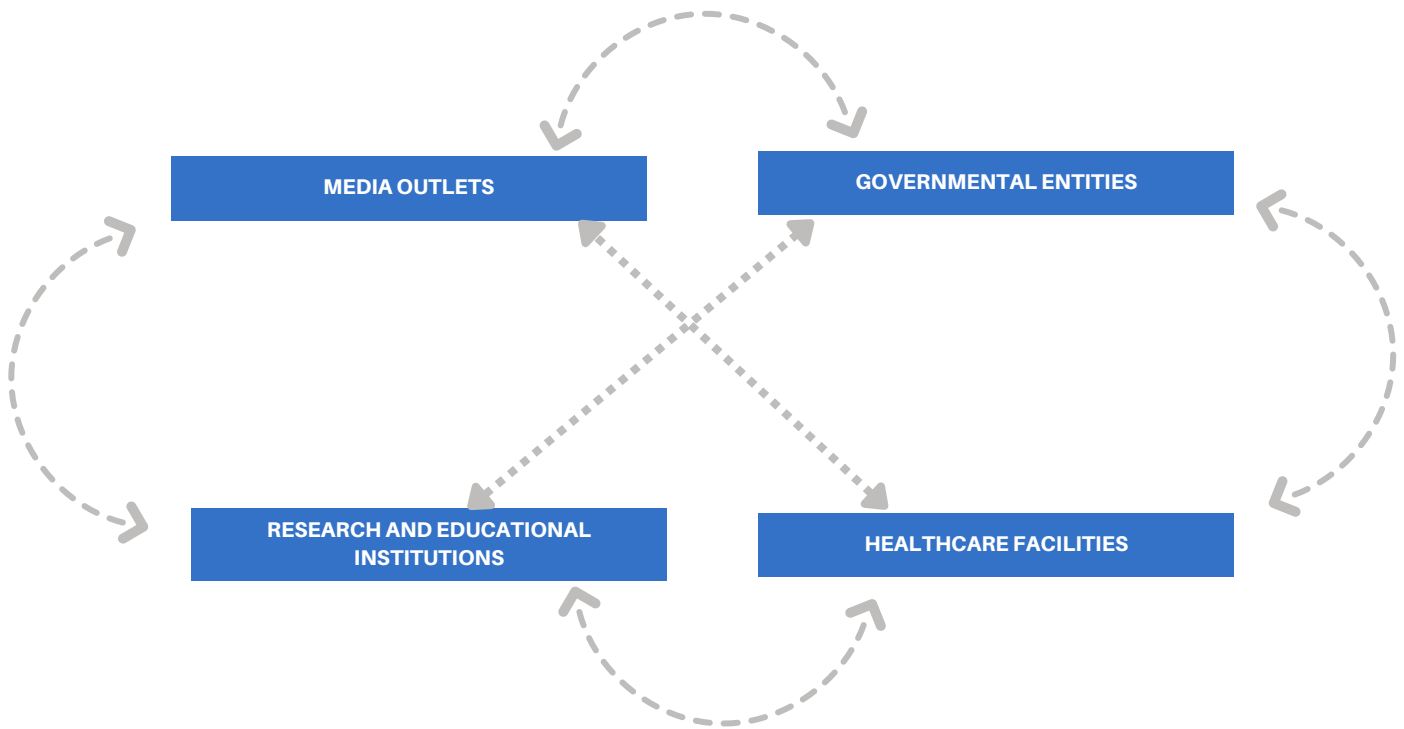 MEDIA OUTLETS
GOVERNMENTAL ENTITIES
RESEARCH AND EDUCATIONAL
INSTITUTIONS
HEALTHCARE FACILITIES